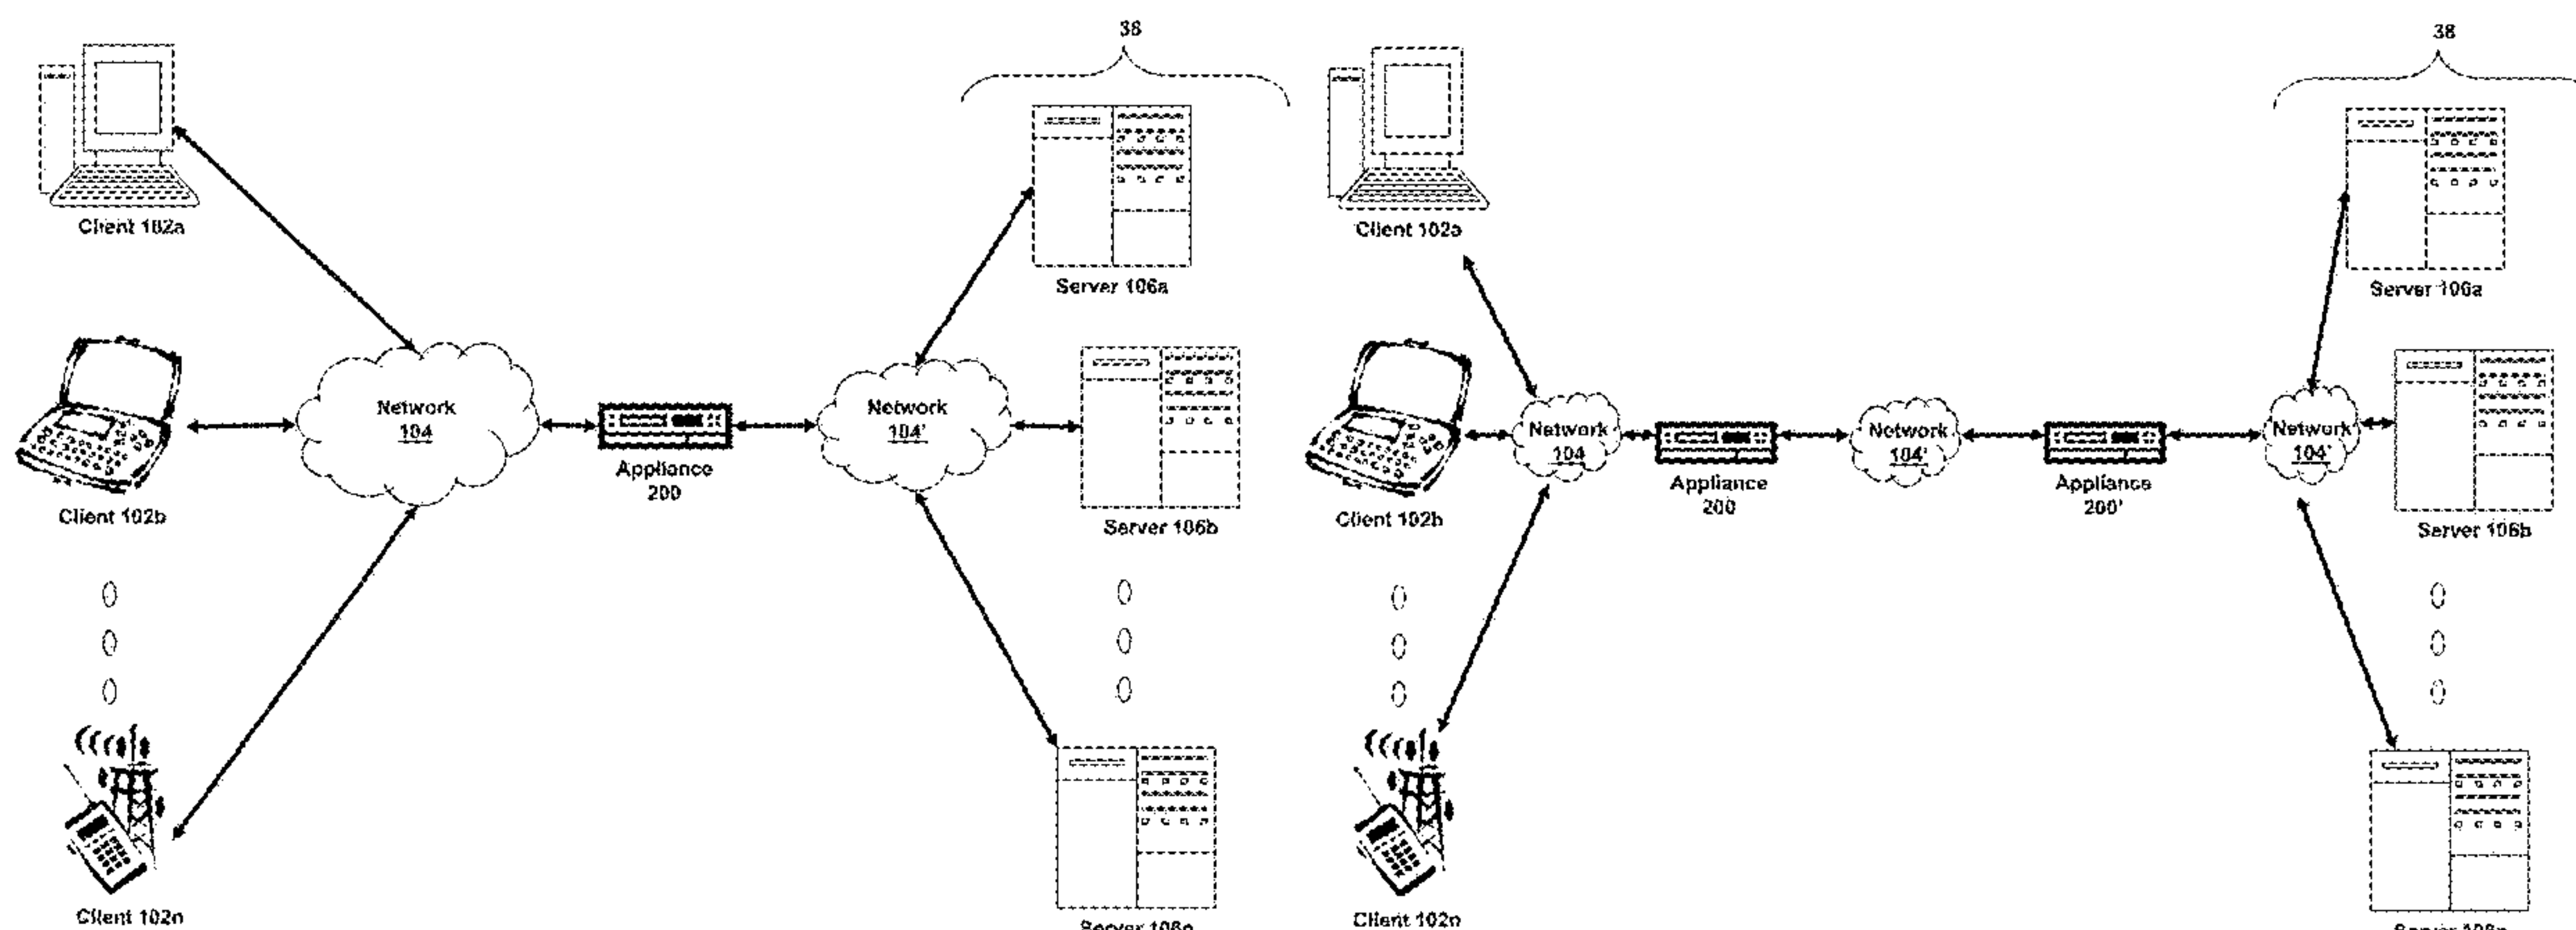 38
Client 102a
Server 106a
Network
104
Appliance
200
Network
104'
Client 102b
Server 106b
Client 102n
38
Client 102a
Server 106a
Network
104
Appliance
200
Network
104'
Appliance
200'
Network
104'
Client 102b
Server 106b
Client 102n